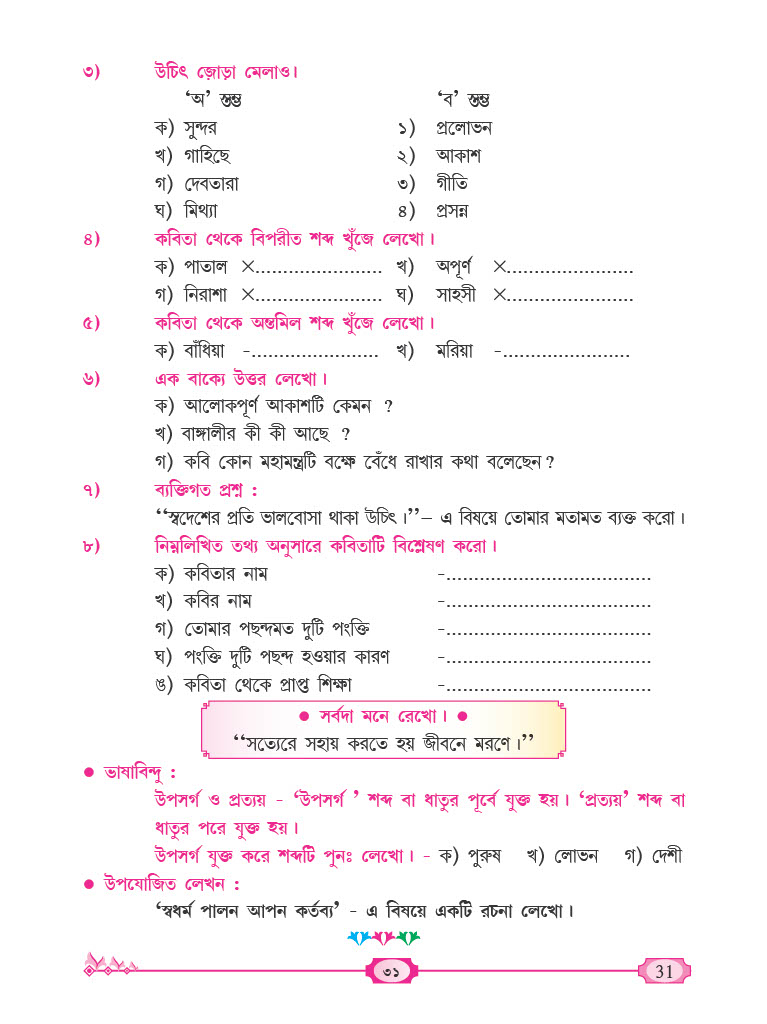 ৩) উচিৎ জোড়া মেলাও।
‘অ’ স্তম্ভ ‘ব’ স্তম্ভ
ক) সুন্দর ১) প্রলোভন
খ) গাহিছে ২) আকাশ
গ) দেবতারা ৩) গীতি
ঘ) মিথ্যা ৪) প্রসন্ন
৪) কবিতা থেকে বিপরীত শব্দ খুঁজে লেখো।
ক) পাতাল ×....................... খ) অপূর্ণ ×.......................
গ) নিরাশা ×....................... ঘ) সাহসী ×.......................
৫) কবিতা থেকে অন্তমিল শব্দ খুঁজে লেখো।
ক) বাঁধিয়া -....................... খ) মরিয়া -.......................
৬) এক বাক্যে উত্তর লেখো।
ক) আলোকপূর্ণ আকাশটি কেমন ?
খ) বাঙ্গালীর কী কী আছে ?
গ) কবি কোন মহামন্ত্রটি বক্ষে বেঁধে রাখার কথা বলেছেন ?
৭) ব্যক্তিগত প্রশ্ন :
‘‘স্বদেশের প্রতি ভালবোসা থাকা উচিৎ।’’– এ বিষয়ে তোমার মতামত ব্যক্ত করো।
৮) নিম্নলিখিত তথ্য অনুসারে কবিতাটি বিশ্লেষণ করো।
ক) কবিতার নাম -.....................................
খ) কবির নাম -.....................................
গ) তোমার পছন্দমত দুটি পংক্তি -.....................................
ঘ) পংক্তি দুটি পছন্দ হওয়ার কারণ -.....................................
ঙ) কবিতা থেকে প্রাপ্ত শিক্ষা -.....................................
● সর্বদা মনে রেখো। ●
‘‘সত্যেরে সহায় করতে হয় জীবনে মরণে।’’
● ভাষাবিন্দু :
উপসর্গ ও প্রত্যয় - ‘উপসর্গ ’ শব্দ বা ধাতুর পূর্বে যুক্ত হয়। ‘প্রত্যয়’ শব্দ বা
ধাতুর পরে যুক্ত হয়।
উপসর্গ যুক্ত করে শব্দটি পুনঃ লেখো। - ক) পুরুষ খ) লোভন গ) দেশী
● উপযোজিত লেখন :
‘স্বধর্ম পালন আপন কর্তব্য’ - এ বিষয়ে একটি রচনা লেখো।
৩১ 31